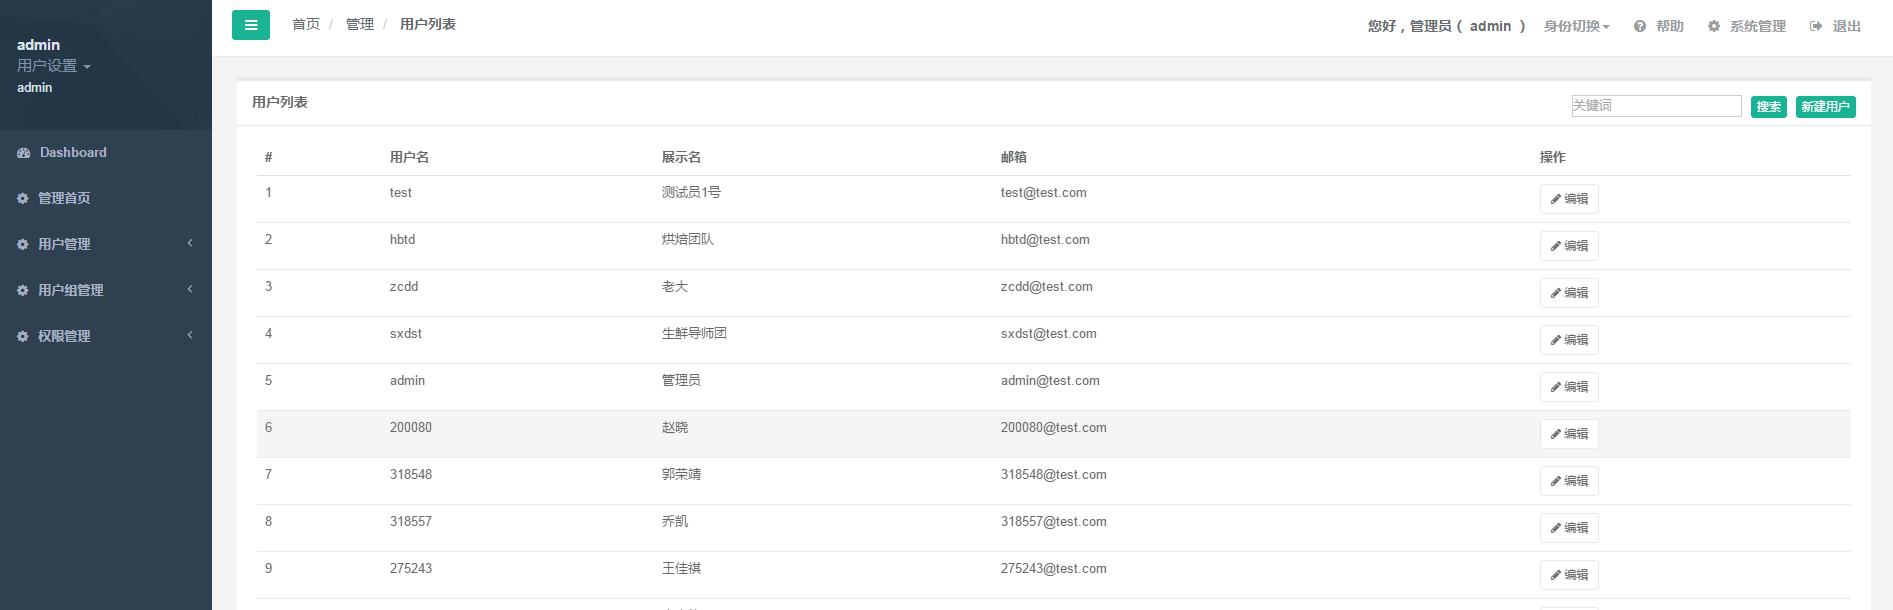 admin
用户设置
admin
Dashboard
管理首页
用户管理
用户组管理
权限管理
首页 / 管理 / 用户列表
您好，管理员（ admin ） 身份切换 帮助 系统管理 退出
用户列表
关键词 搜索 新建用户
# 用户名 展示名 邮箱 操作
1 test 测试员1号 test@test.com 编辑
2 hbtd 烘焙团队 hbtd@test.com 编辑
3 zcdd 老大 zcdd@test.com 编辑
4 sxdst 生鲜导师团 sxdst@test.com 编辑
5 admin 管理员 admin@test.com 编辑
6 200080 赵晓 200080@test.com 编辑
7 318548 郭荣靖 318548@test.com 编辑
8 318557 乔凯 318557@test.com 编辑
9 275243 王佳祺 275243@test.com 编辑